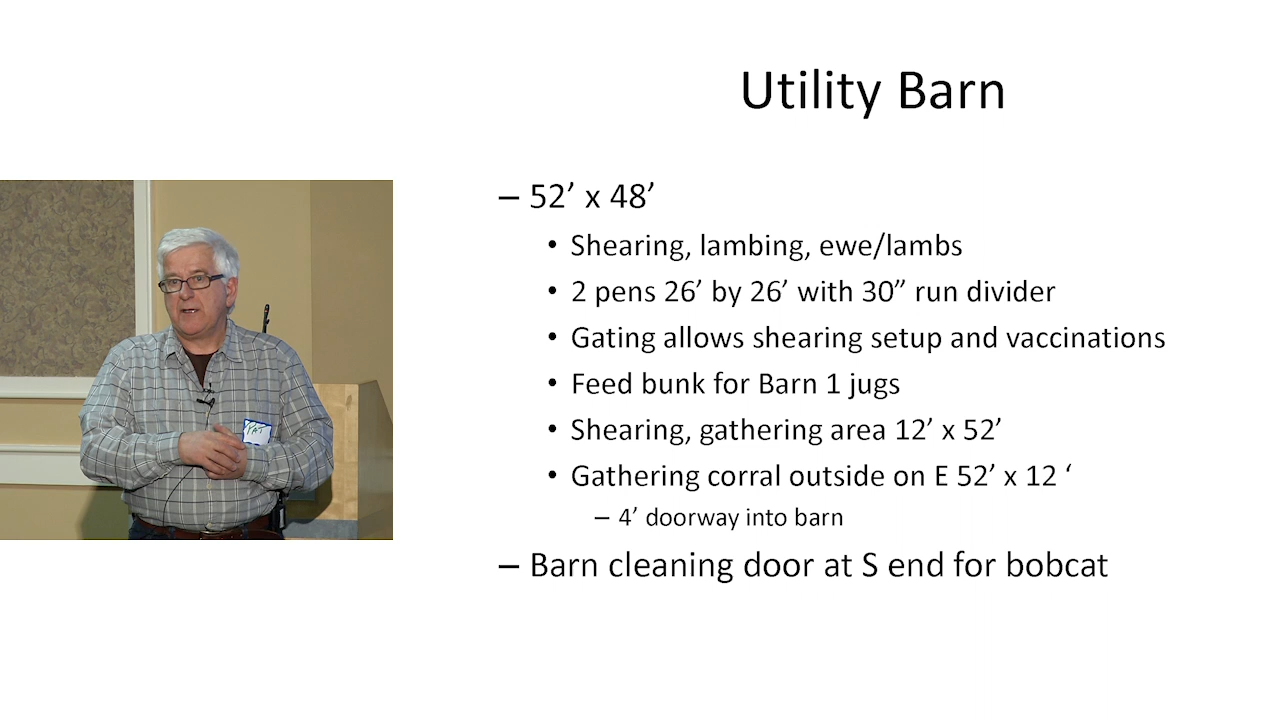 Utility Barn
– 52’ x 48’
• Shearing, lambing, ewe/lambs
• 2 pens 26’ by 26’ with 30” run divider
• Gating allows shearing setup and vaccinations
• Feed bunk for Barn 1 jugs
• Shearing, gathering area 12’ x 52’
• Gathering corral outside on E 52’ x 12 ‘
– 4’ doorway into barn
– Barn cleaning door at S end for bobcat
PAT